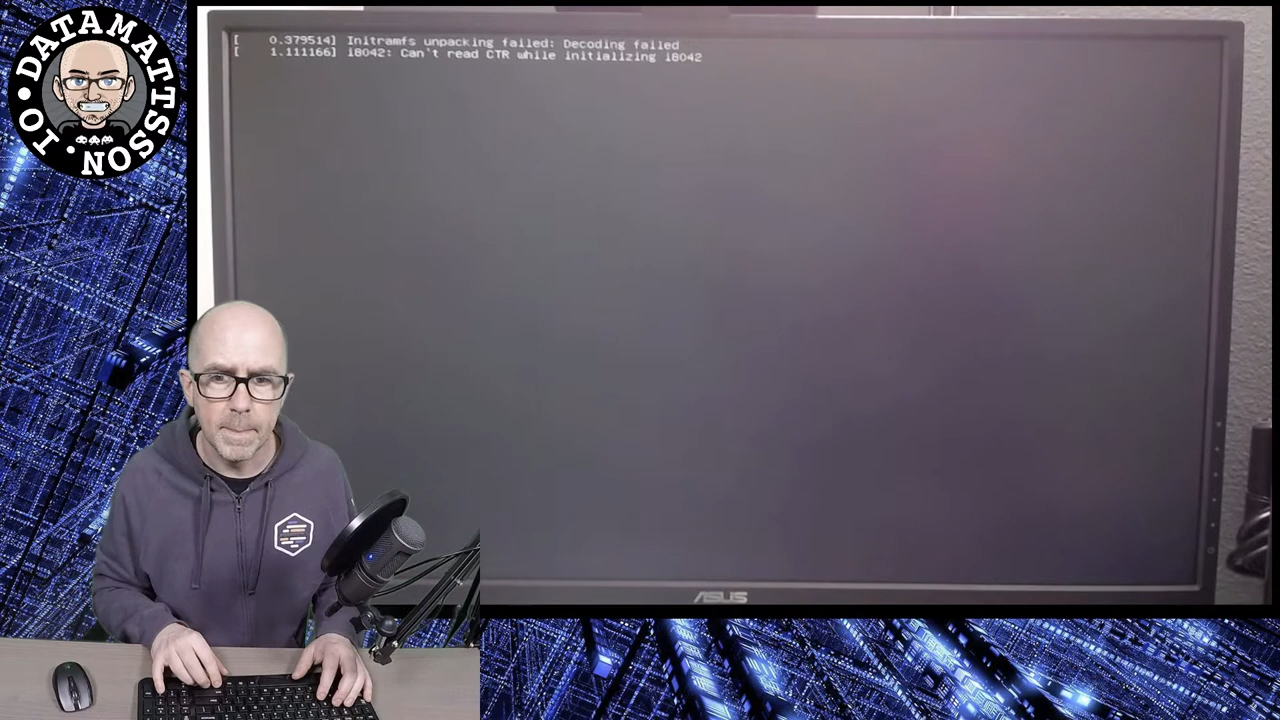 DATAMATTSSON.IO
[    0.379514] Initramfs unpacking failed: Decoding failed
[    1.111166] i8042: Can't read CTR while initializing i8042
ASUS